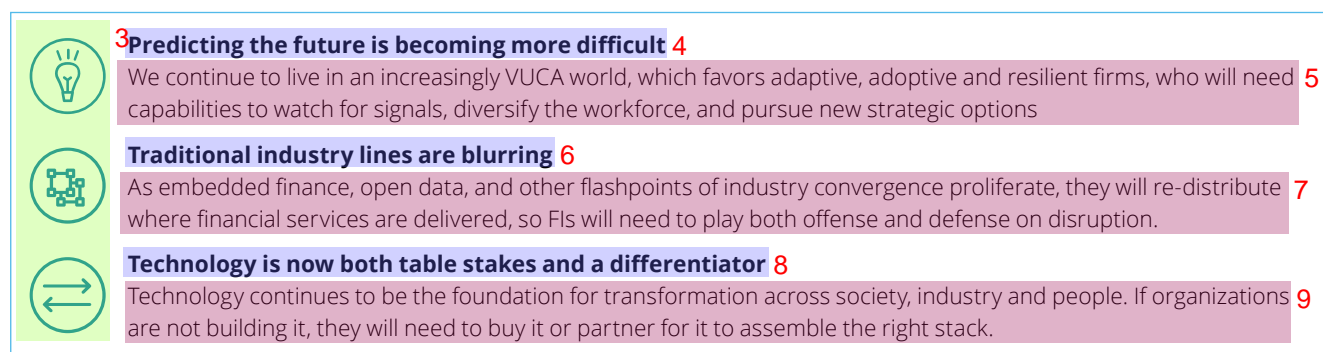 3 Predicting the future is becoming more difficult 4
We continue to live in an increasingly VUCA world, which favors adaptive, adoptive and resilient firms, who will need 5
capabilities to watch for signals, diversify the workforce, and pursue new strategic options
Traditional industry lines are blurring 6
As embedded finance, open data, and other flashpoints of industry convergence proliferate, they will re-distribute 7
where financial services are delivered, so FIs will need to play both offense and defense on disruption.
Technology is now both table stakes and a differentiator 8
Technology continues to be the foundation for transformation across society, industry and people. If organizations 9
are not building it, they will need to buy it or partner for it to assemble the right stack.